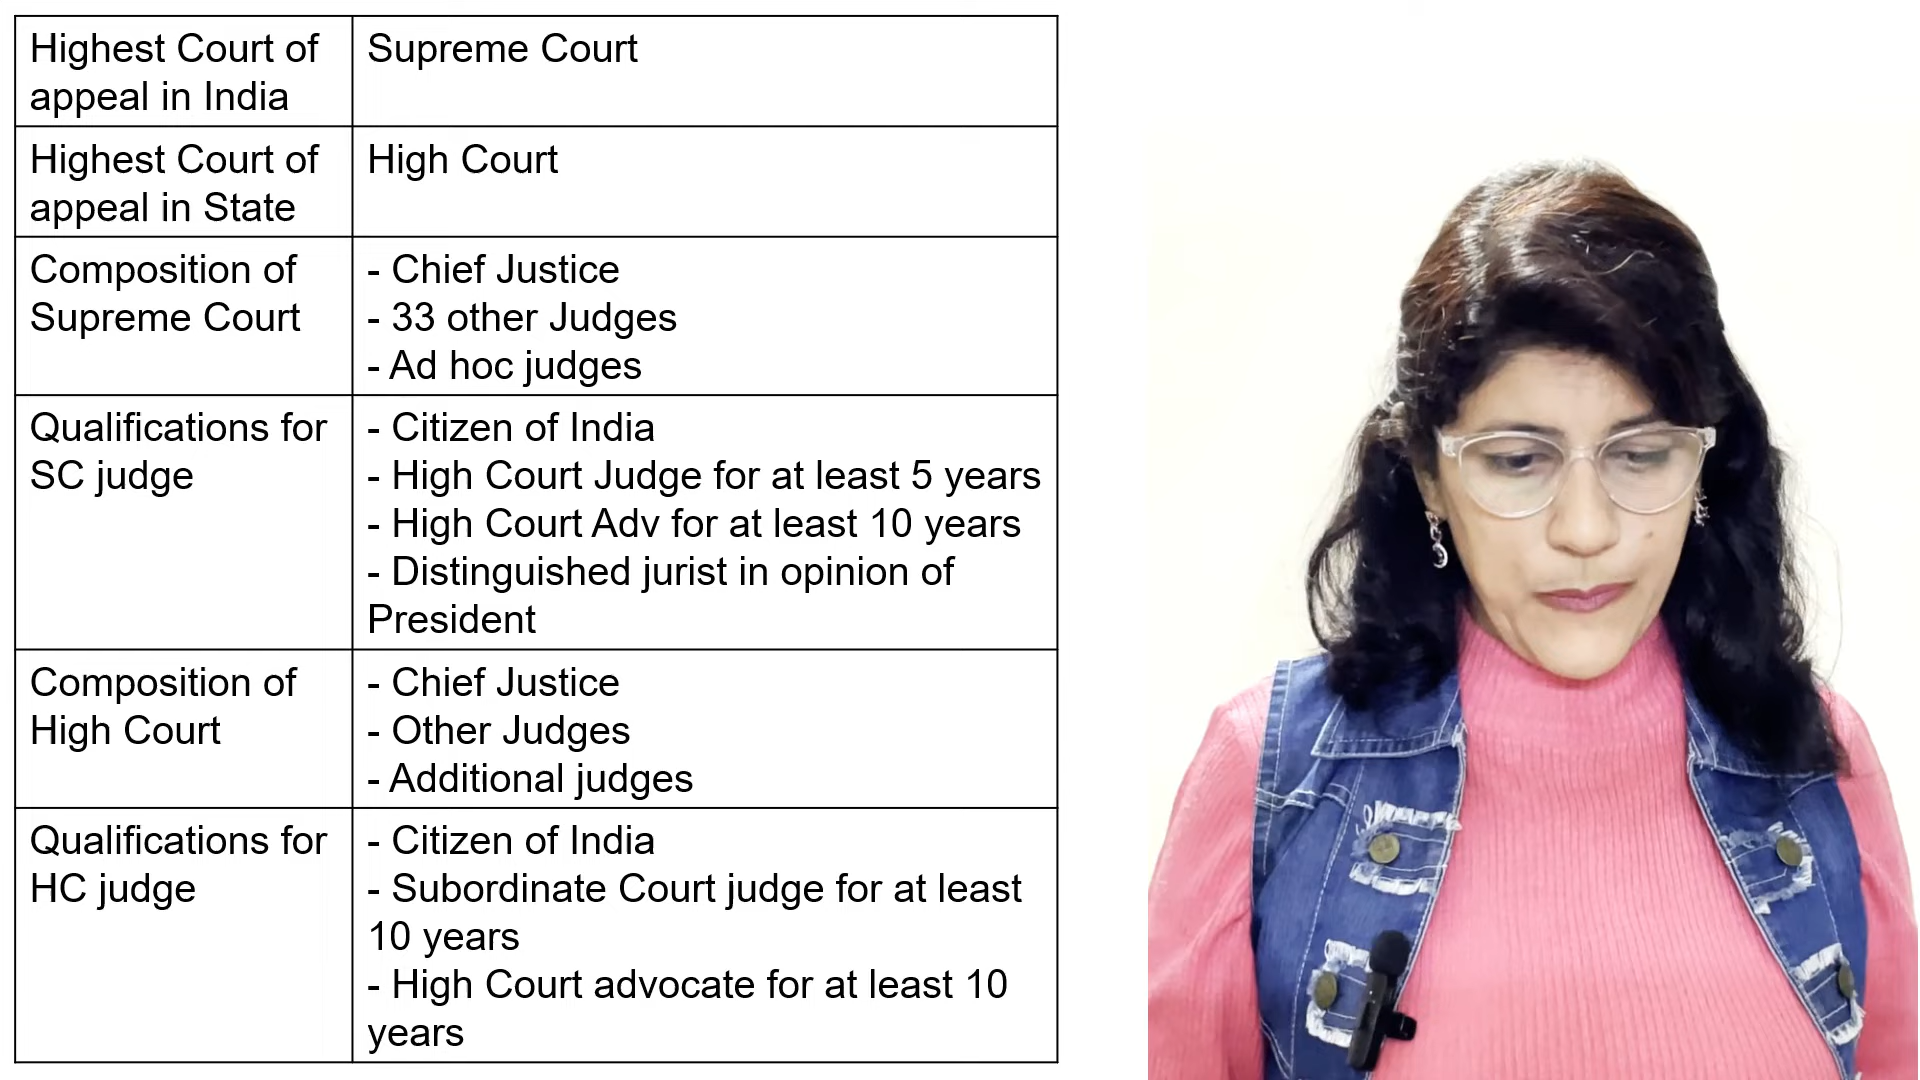 Highest Court of
appeal in India
Supreme Court
Highest Court of
appeal in State
High Court
Composition of
Supreme Court
- Chief Justice
- 33 other Judges
- Ad hoc judges
Qualifications for
SC judge
- Citizen of India
- High Court Judge for at least 5 years
- High Court Adv for at least 10 years
- Distinguished jurist in opinion of
President
Composition of
High Court
- Chief Justice
- Other Judges
- Additional judges
Qualifications for
HC judge
- Citizen of India
- Subordinate Court judge for at least
10 years
- High Court advocate for at least 10
years